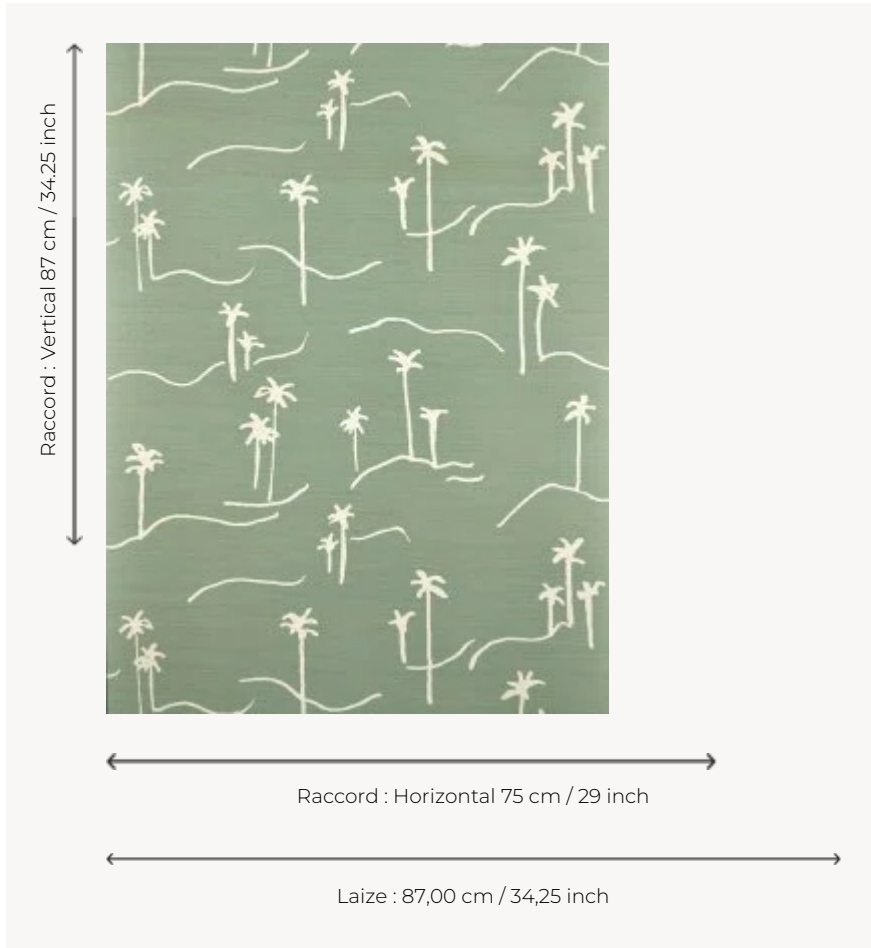 Raccord : Vertical 87 cm / 34.25 inch
Raccord : Horizontal 75 cm / 29 inch
Laize : 87,00 cm / 34,25 inch